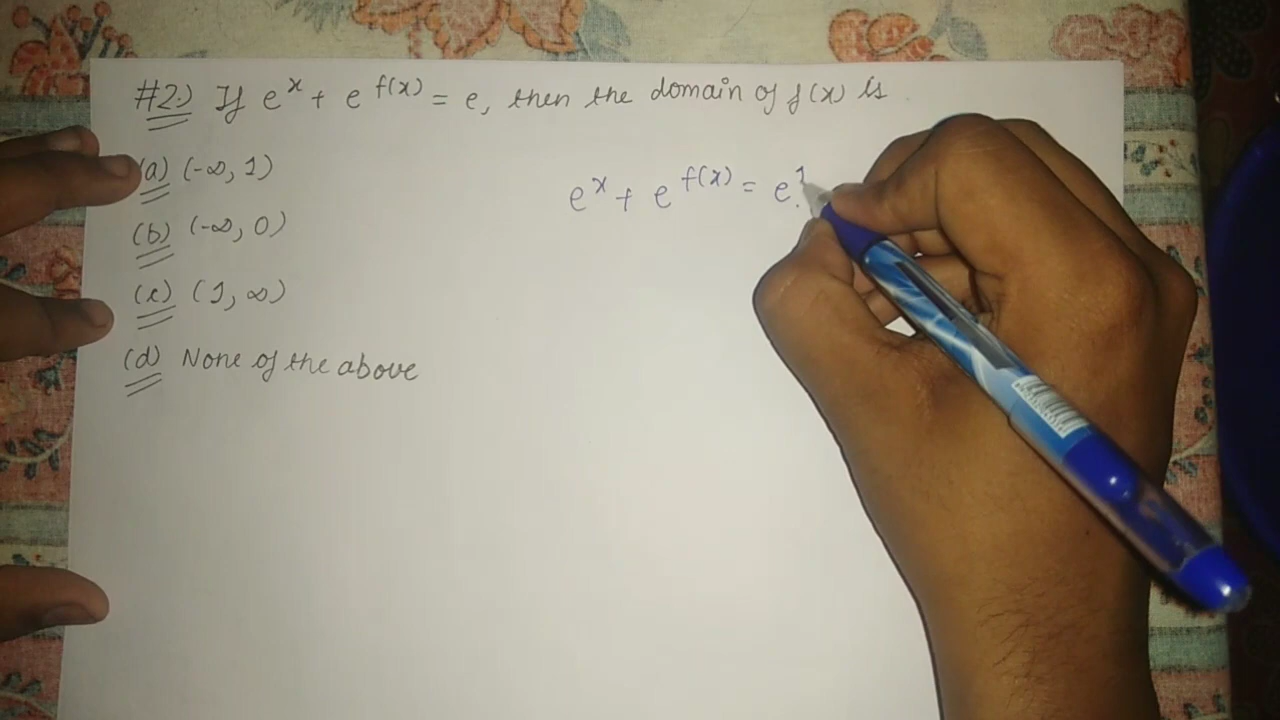 #2.) If e^x + e^f(x) = e, then the domain of f(x) is
(a) (-∞, 1)
(b) (-∞, 0)
(c) (1, ∞)
(d) None of the above
e^x + e^f(x) = e^1